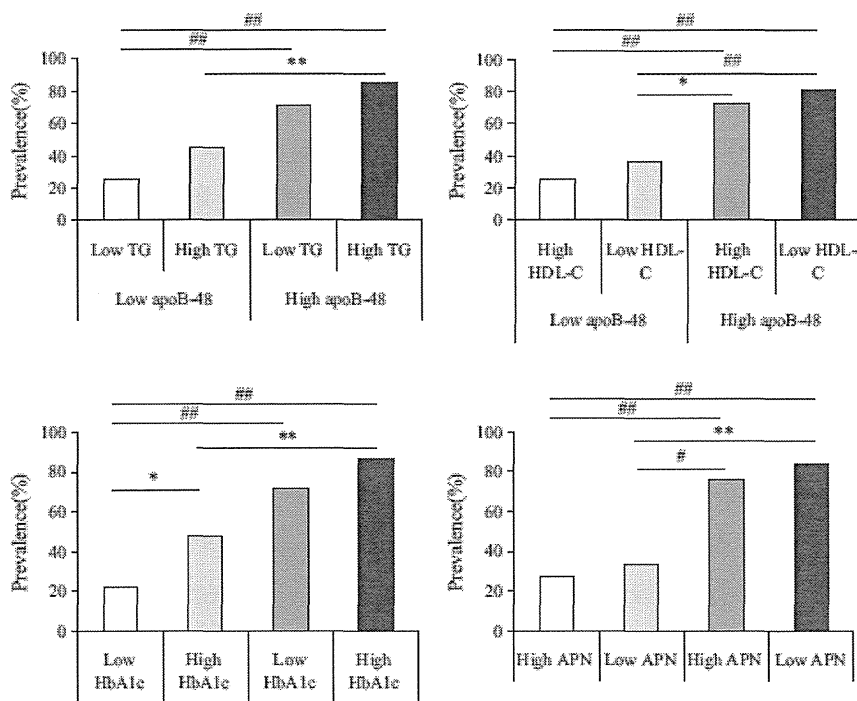 ##
##
**
Prevalence(%)
100
80
60
40
20
0
Low TG
High TG
Low TG
High TG
Low apoB-48
High apoB-48
##
##
##
*
Prevalence(%)
100
80
60
40
20
0
High
HDL-C
Low HDL-
C
High
HDL-C
Low HDL-
C
Low apoB-48
High apoB-48
##
##
**
*
Prevalence(%)
100
80
60
40
20
0
Low
HbA1c
High
HbA1c
Low
HbA1c
High
HbA1c
##
##
**
#
Prevalence(%)
100
80
60
40
20
0
High APN
Low APN
High APN
Low APN